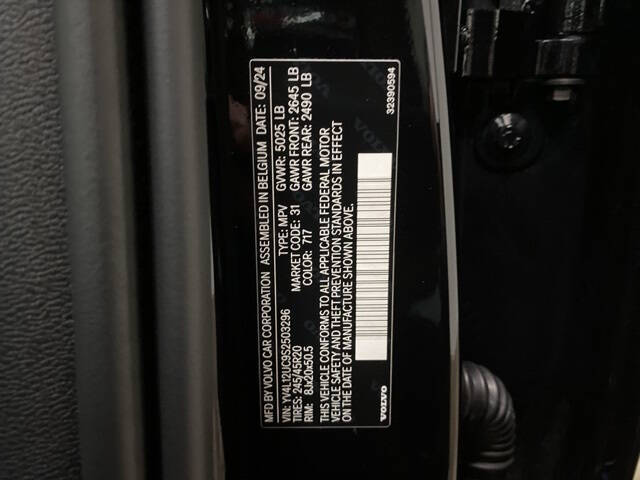 MFD BY VOLVO CAR CORPORATION ASSEMBLED IN BELGIUM DATE: 09/24
VIN: YV4L12UC9S2503296 TYPE: MPV GVWR: 5025 LB
TIRES: 245/45R20 MARKET CODE: 31 GAWR FRONT: 2645 LB
RIM: 8Jx20x50.5 COLOR: 717 GAWR REAR: 2490 LB
THIS VEHICLE CONFORMS TO ALL APPLICABLE FEDERAL MOTOR
VEHICLE SAFETY AND THEFT PREVENTION STANDARDS IN EFFECT
ON THE DATE OF MANUFACTURE SHOWN ABOVE.
VOLVO 32390594